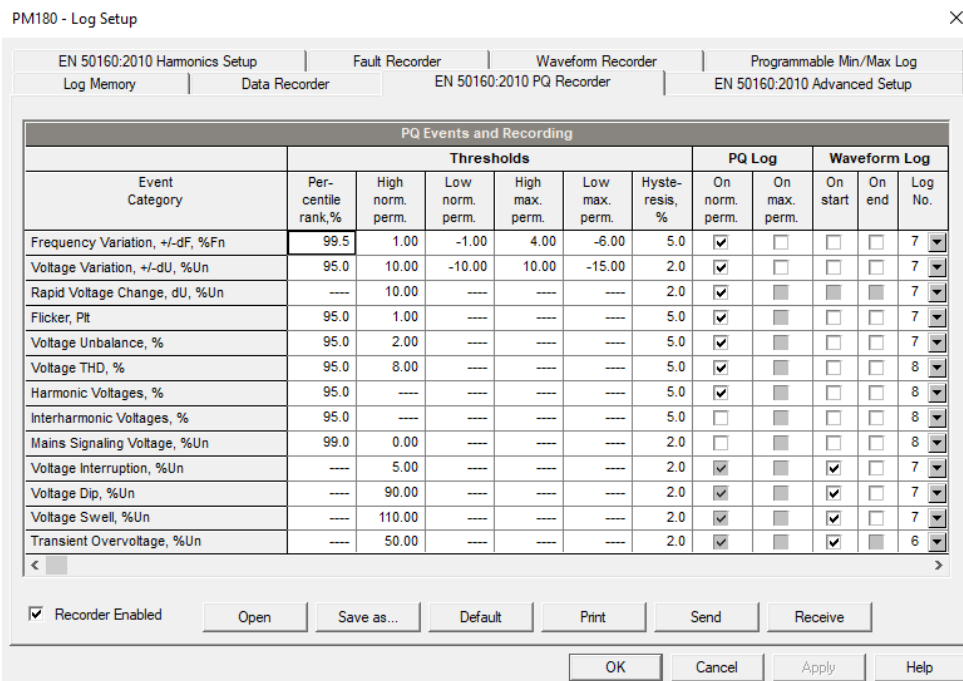 PM180 - Log Setup
EN 50160:2010 Harmonics Setup Fault Recorder Waveform Recorder Programmable Min/Max Log
Log Memory Data Recorder EN 50160:2010 PQ Recorder EN 50160:2010 Advanced Setup
PQ Events and Recording
Thresholds PQ Log Waveform Log
Event Category Per-centile rank,% High norm. perm. Low norm. perm. High max. perm. Low max. perm. Hyste-resis, % On norm. perm. On max. perm. On start On end Log No.
Frequency Variation, +/-dF, %Fn 99.5 1.00 -1.00 4.00 -6.00 5.0 7
Voltage Variation, +/-dU, %Un 95.0 10.00 -10.00 10.00 -15.00 2.0 7
Rapid Voltage Change, dU, %Un ---- 10.00 ---- ---- ---- 2.0 7
Flicker, Plt 95.0 1.00 ---- ---- ---- 5.0 7
Voltage Unbalance, % 95.0 2.00 ---- ---- ---- 5.0 7
Voltage THD, % 95.0 8.00 ---- ---- ---- 5.0 8
Harmonic Voltages, % 95.0 ---- ---- ---- ---- 5.0 8
Interharmonic Voltages, % 95.0 ---- ---- ---- ---- 5.0 8
Mains Signaling Voltage, %Un 99.0 0.00 ---- ---- ---- 2.0 8
Voltage Interruption, %Un ---- 5.00 ---- ---- ---- 2.0 7
Voltage Dip, %Un ---- 90.00 ---- ---- ---- 2.0 7
Voltage Swell, %Un ---- 110.00 ---- ---- ---- 2.0 7
Transient Overvoltage, %Un ---- 50.00 ---- ---- ---- 2.0 6
Recorder Enabled Open Save as... Default Print Send Receive
OK Cancel Apply Help